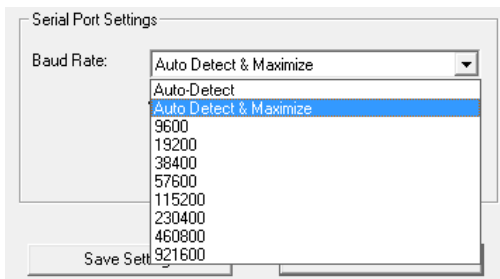 Serial Port Settings
Baud Rate:
Auto Detect & Maximize
Auto-Detect
Auto Detect & Maximize
9600
19200
38400
57600
115200
230400
460800
921600
Save